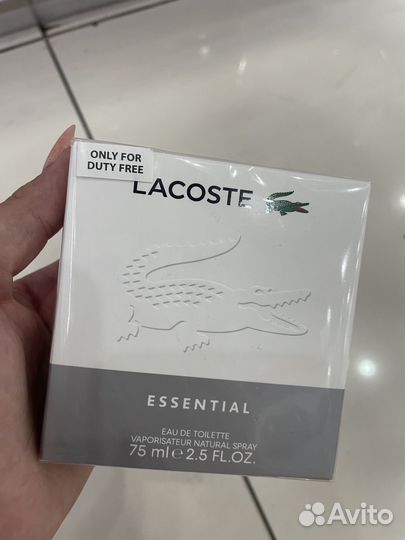 ONLY FOR
DUTY FREE
LACOSTE
ESSENTIAL
EAU DE TOILETTE
VAPORISATEUR NATURAL SPRAY
75 ml e 2.5 FL.OZ.
Avito